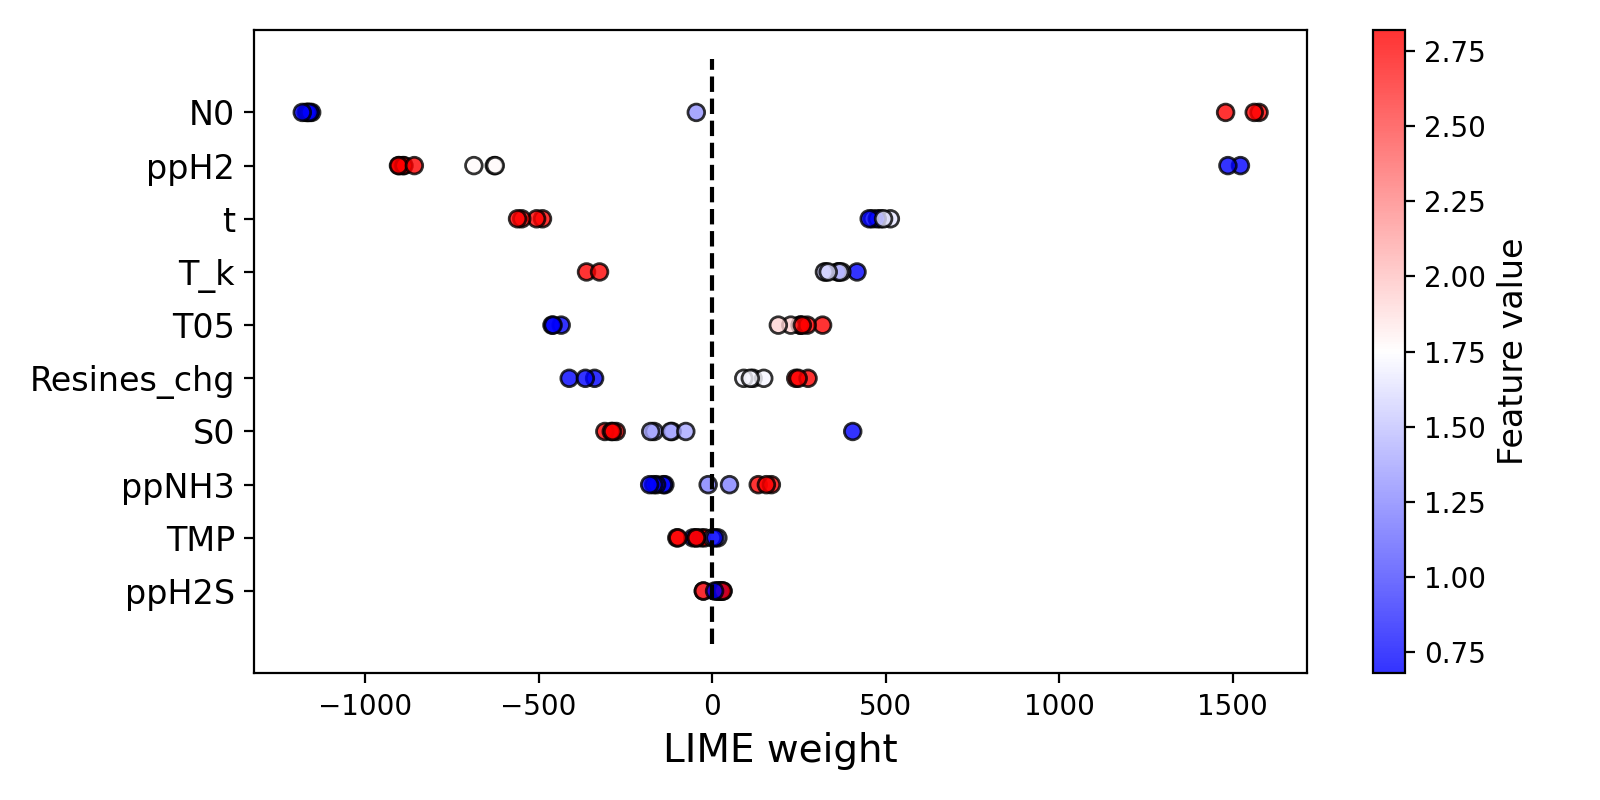 N0
ppH2
t
T_k
T05
Resines_chg
S0
ppNH3
TMP
ppH2S
−1000
−500
0
500
1000
1500
LIME weight
2.75
2.50
2.25
2.00
1.75
1.50
1.25
1.00
0.75
Feature value